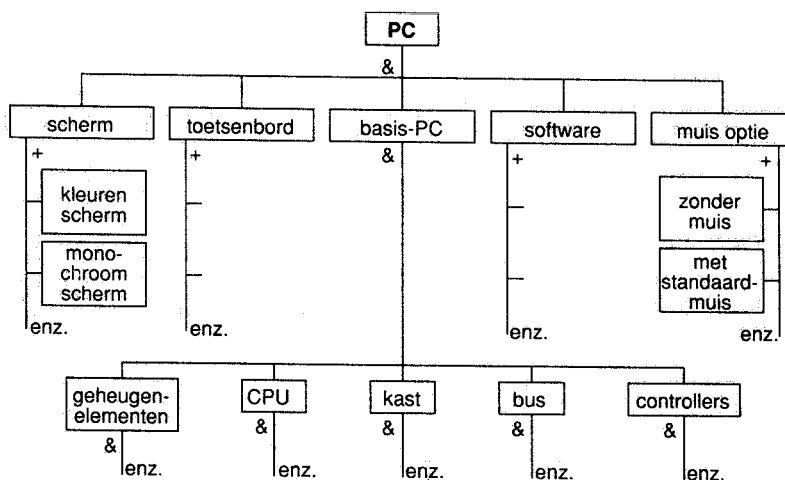 PC
&
scherm
toetsenbord
basis-PC
software
muis optie
+
+
&
+
+
kleuren
scherm
mono-
chroom
scherm
zonder
muis
met
standaard-
muis
enz.
enz.
enz.
enz.
geheugen-
elementen
CPU
kast
bus
controllers
&
&
&
&
&
enz.
enz.
enz.
enz.
enz.